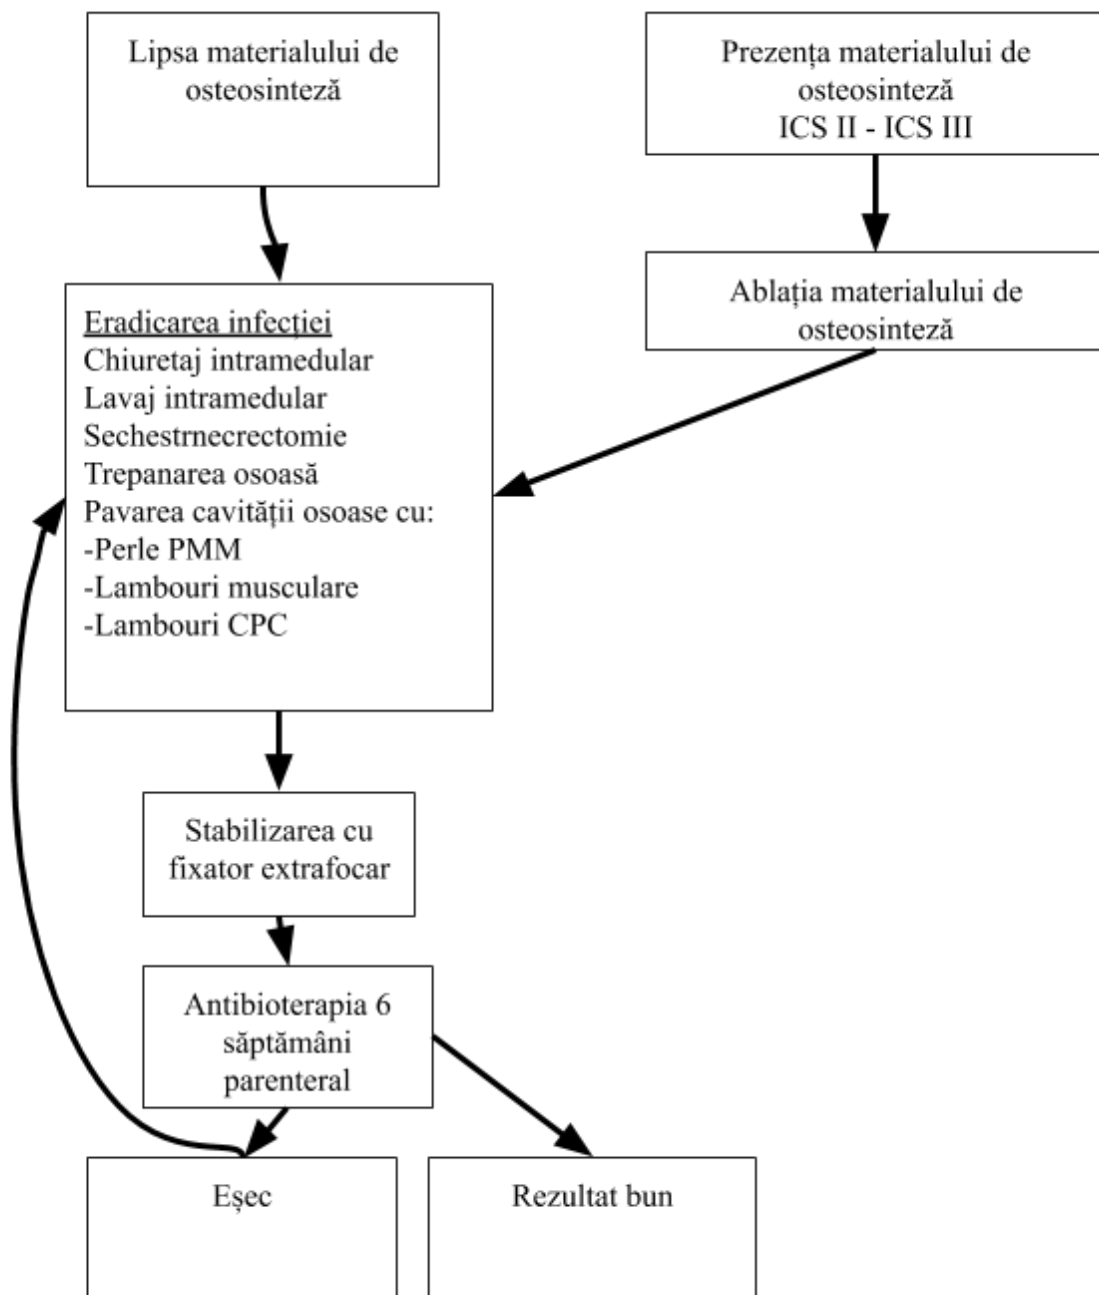 Lipsa materialului de
osteosinteză
Prezența materialului de
osteosinteză
ICS II - ICS III
Ablația materialului de
osteosinteză
Eradicarea infecției
Chiuretaj intramedular
Lavaj intramedular
Sechestrnecrectomie
Trepanarea osoasă
Pavarea cavității osoase cu:
-Perle PMM
-Lambouri musculare
-Lambouri CPC
Stabilizarea cu
fixator extrafocar
Antibioterapia 6
săptămâni
parenteral
Eșec
Rezultat bun